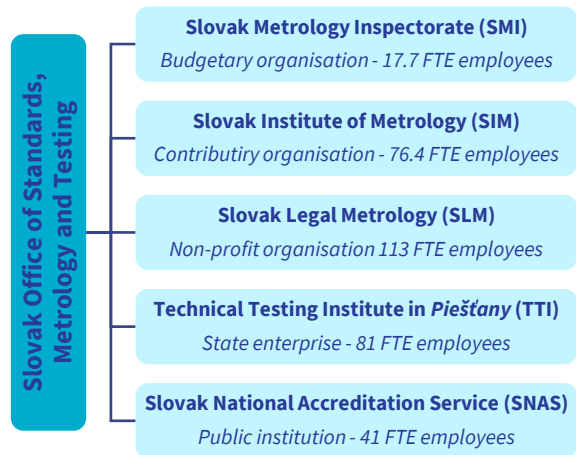 Slovak Office of Standards,
Metrology and Testing
Slovak Metrology Inspectorate (SMI)
Budgetary organisation - 17.7 FTE employees
Slovak Institute of Metrology (SIM)
Contributiry organisation - 76.4 FTE employees
Slovak Legal Metrology (SLM)
Non-profit organisation 113 FTE employees
Technical Testing Institute in Piešťany (TTI)
State enterprise - 81 FTE employees
Slovak National Accreditation Service (SNAS)
Public institution - 41 FTE employees